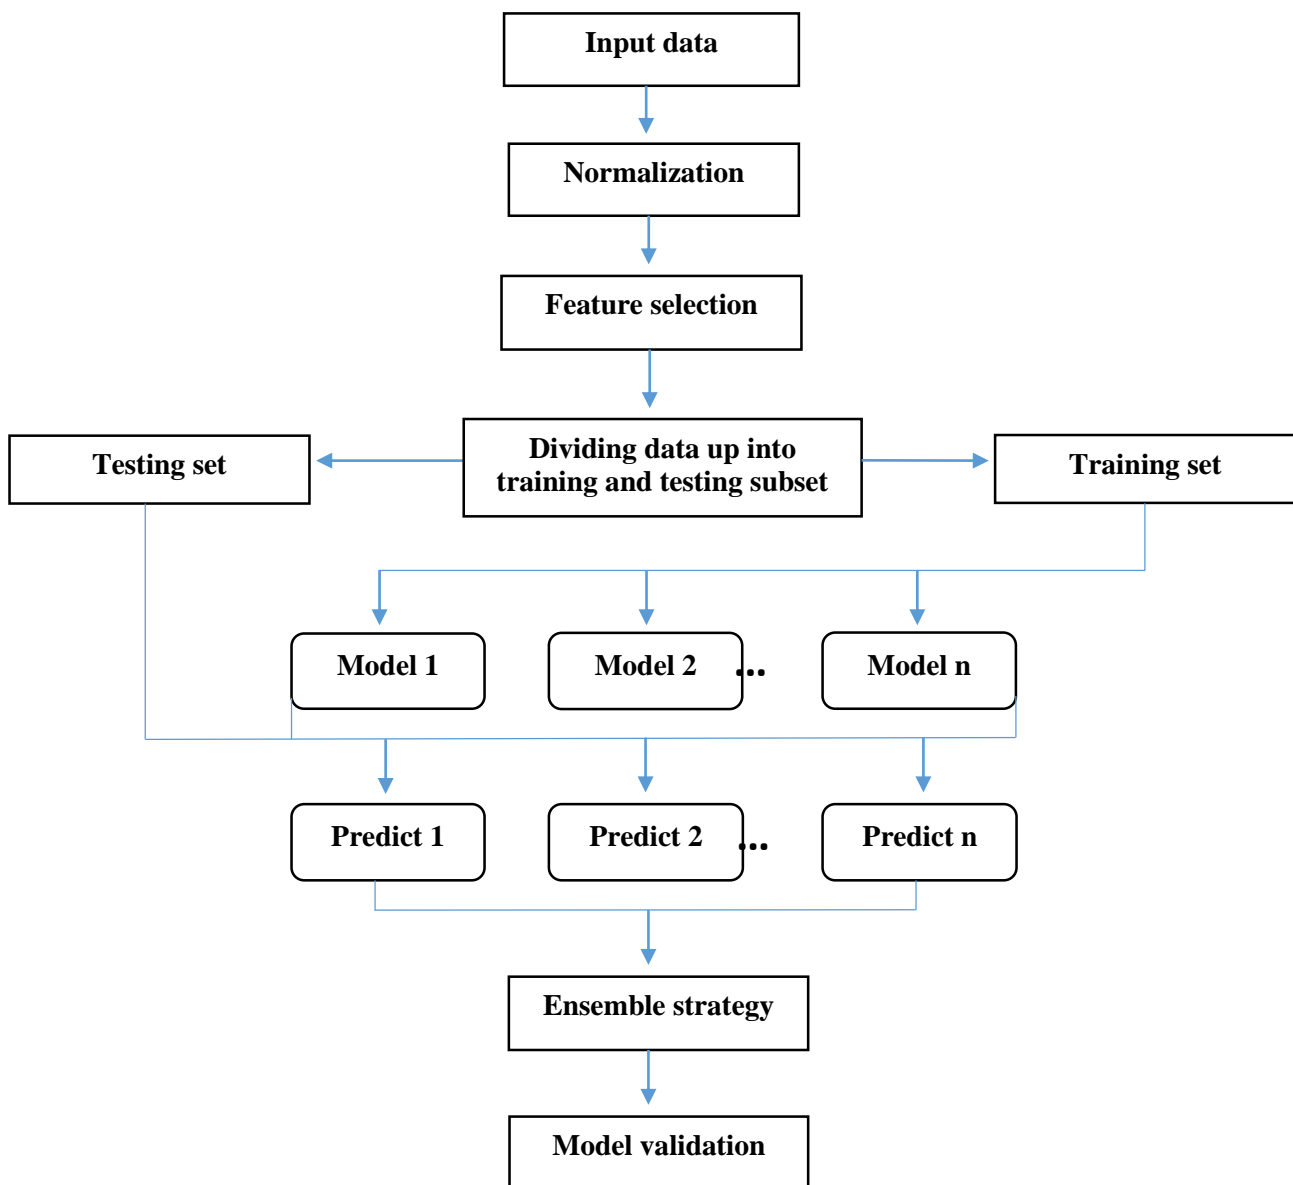 Input data
Normalization
Feature selection
Dividing data up into
training and testing subset
Testing set
Training set
Model 1
Model 2
...
Model n
Predict 1
Predict 2
...
Predict n
Ensemble strategy
Model validation